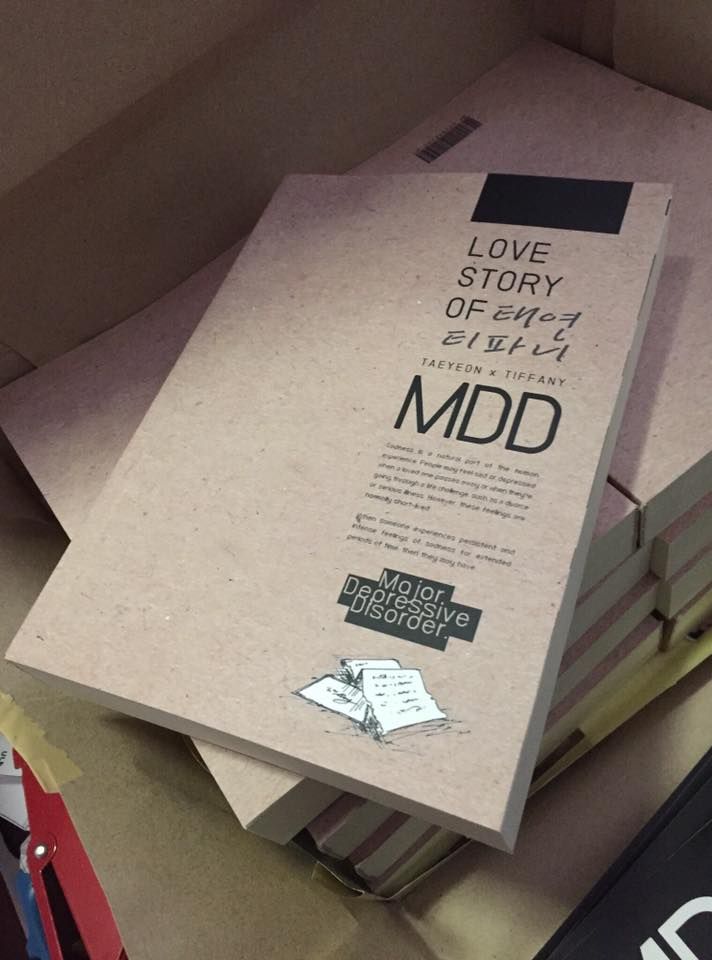 LOVE
STORY
OF 태연
티파니
TAEYEON x TIFFANY
MDD
Sadness is a natural part of the human
experience. People may feel sad or depressed
when a loved one passes away or when they're
going through a life challenge, such as a divorce
or serious illness. However, these feelings are
normally short-lived.
When someone experiences persistent and
intense feelings of sadness for extended
periods of time, then they may have
Major
Depressive
Disorder.
MD